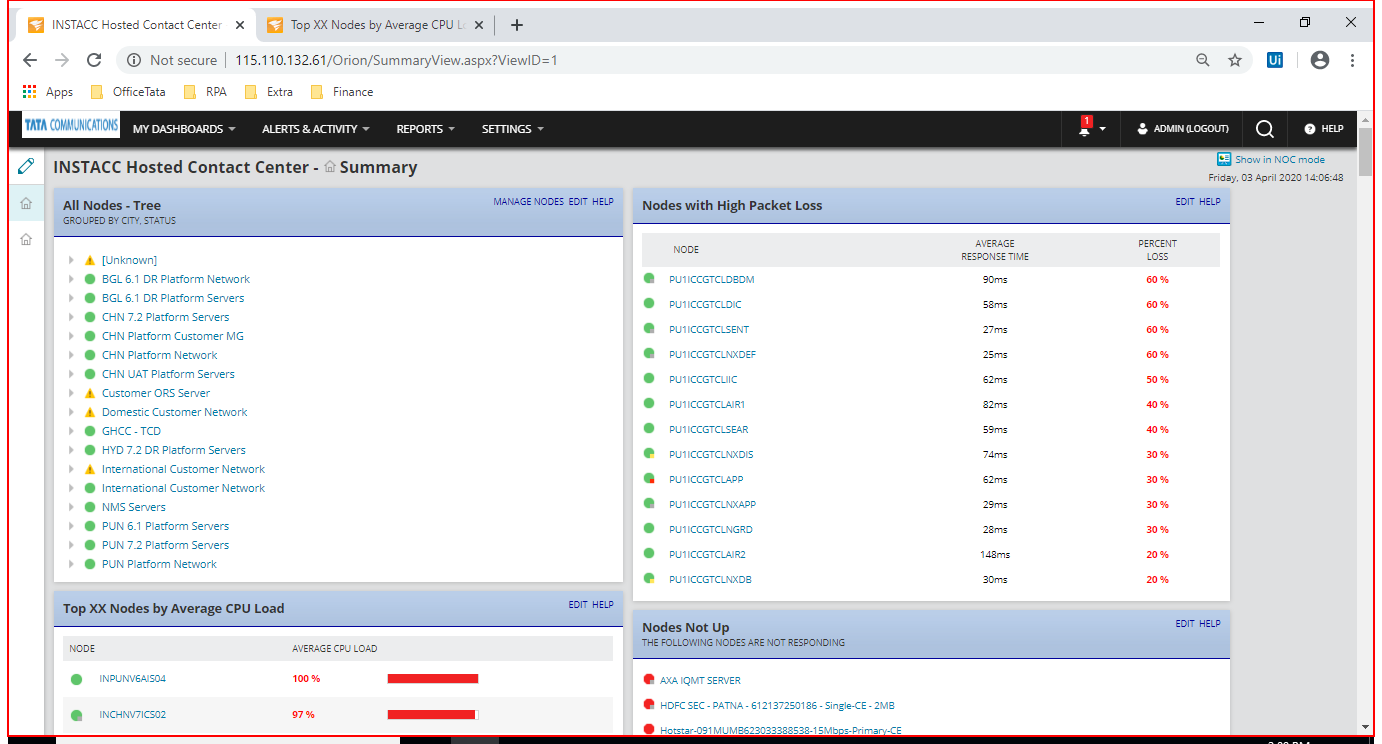 INSTACC Hosted Contact Center
Top XX Nodes by Average CPU Lo
Not secure | 115.110.132.61/Orion/SummaryView.aspx?ViewID=1
Ui
Apps OfficeTata RPA Extra Finance
TATA COMMUNICATIONS MY DASHBOARDS ALERTS & ACTIVITY REPORTS SETTINGS 1 ADMIN (LOGOUT) HELP
INSTACC Hosted Contact Center - Summary
Show in NOC mode
Friday, 03 April 2020 14:06:48
All Nodes - Tree MANAGE NODES EDIT HELP
GROUPED BY CITY, STATUS
[Unknown]
BGL 6.1 DR Platform Network
BGL 6.1 DR Platform Servers
CHN 7.2 Platform Servers
CHN Platform Customer MG
CHN Platform Network
CHN UAT Platform Servers
Customer ORS Server
Domestic Customer Network
GHCC - TCD
HYD 7.2 DR Platform Servers
International Customer Network
International Customer Network
NMS Servers
PUN 6.1 Platform Servers
PUN 7.2 Platform Servers
PUN Platform Network
Top XX Nodes by Average CPU Load EDIT HELP
NODE AVERAGE CPU LOAD
INPUNV6AIS04 100 %
INCHNV7ICS02 97 %
Nodes with High Packet Loss EDIT HELP
NODE AVERAGE RESPONSE TIME PERCENT LOSS
PU1ICCGTCLDBDM 90ms 60 %
PU1ICCGTCLDIC 58ms 60 %
PU1ICCGTCLSENT 27ms 60 %
PU1ICCGTCLNXDEF 25ms 60 %
PU1ICCGTCLIIC 62ms 50 %
PU1ICCGTCLAIR1 82ms 40 %
PU1ICCGTCLSEAR 59ms 40 %
PU1ICCGTCLNXDIS 74ms 30 %
PU1ICCGTCLAPP 62ms 30 %
PU1ICCGTCLNXAPP 29ms 30 %
PU1ICCGTCLNGRD 28ms 30 %
PU1ICCGTCLAIR2 148ms 20 %
PU1ICCGTCLNXDB 30ms 20 %
Nodes Not Up EDIT HELP
THE FOLLOWING NODES ARE NOT RESPONDING
AXA IQMT SERVER
HDFC SEC - PATNA - 612137250186 - Single-CE - 2MB
Hotstar-091MUMB623033388538-15Mbps-Primary-CE